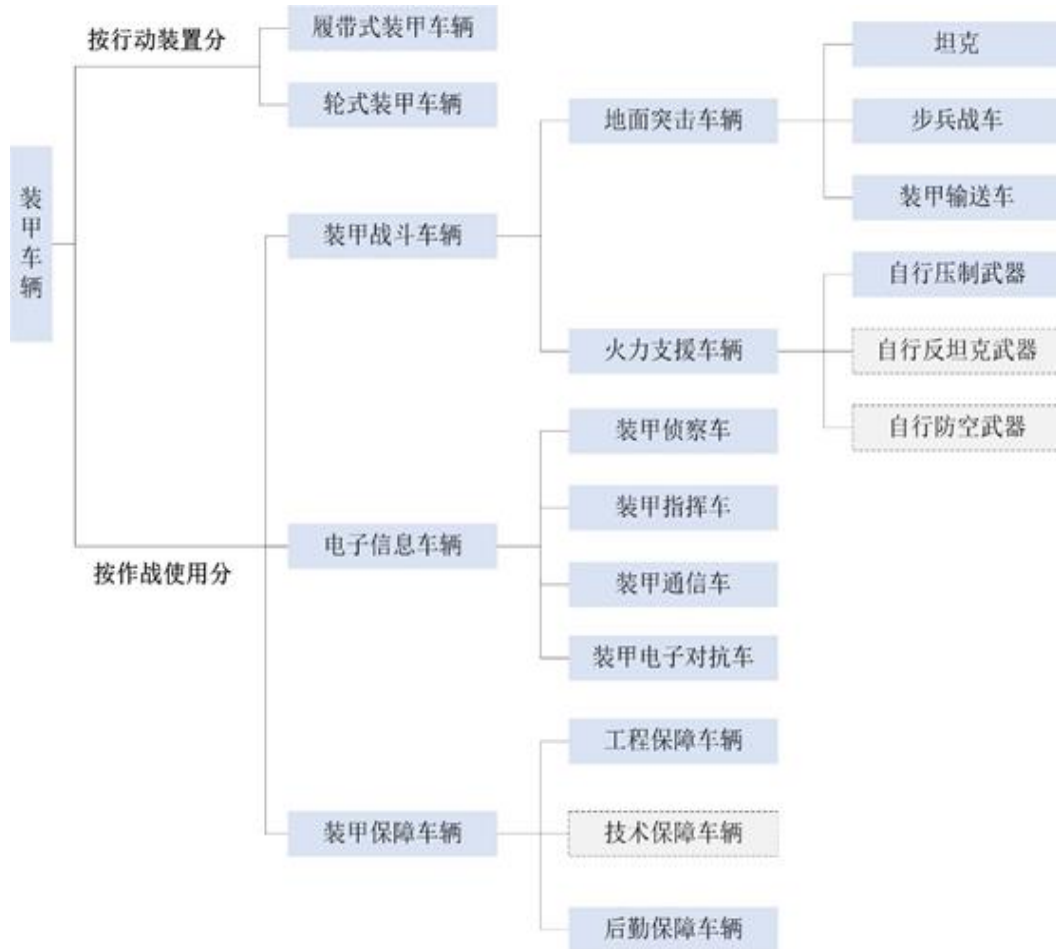 装甲车辆
按行动装置分
履带式装甲车辆
轮式装甲车辆
按作战使用分
装甲战斗车辆
地面突击车辆
坦克
步兵战车
装甲输送车
火力支援车辆
自行压制武器
自行反坦克武器
自行防空武器
电子信息车辆
装甲侦察车
装甲指挥车
装甲通信车
装甲电子对抗车
装甲保障车辆
工程保障车辆
技术保障车辆
后勤保障车辆